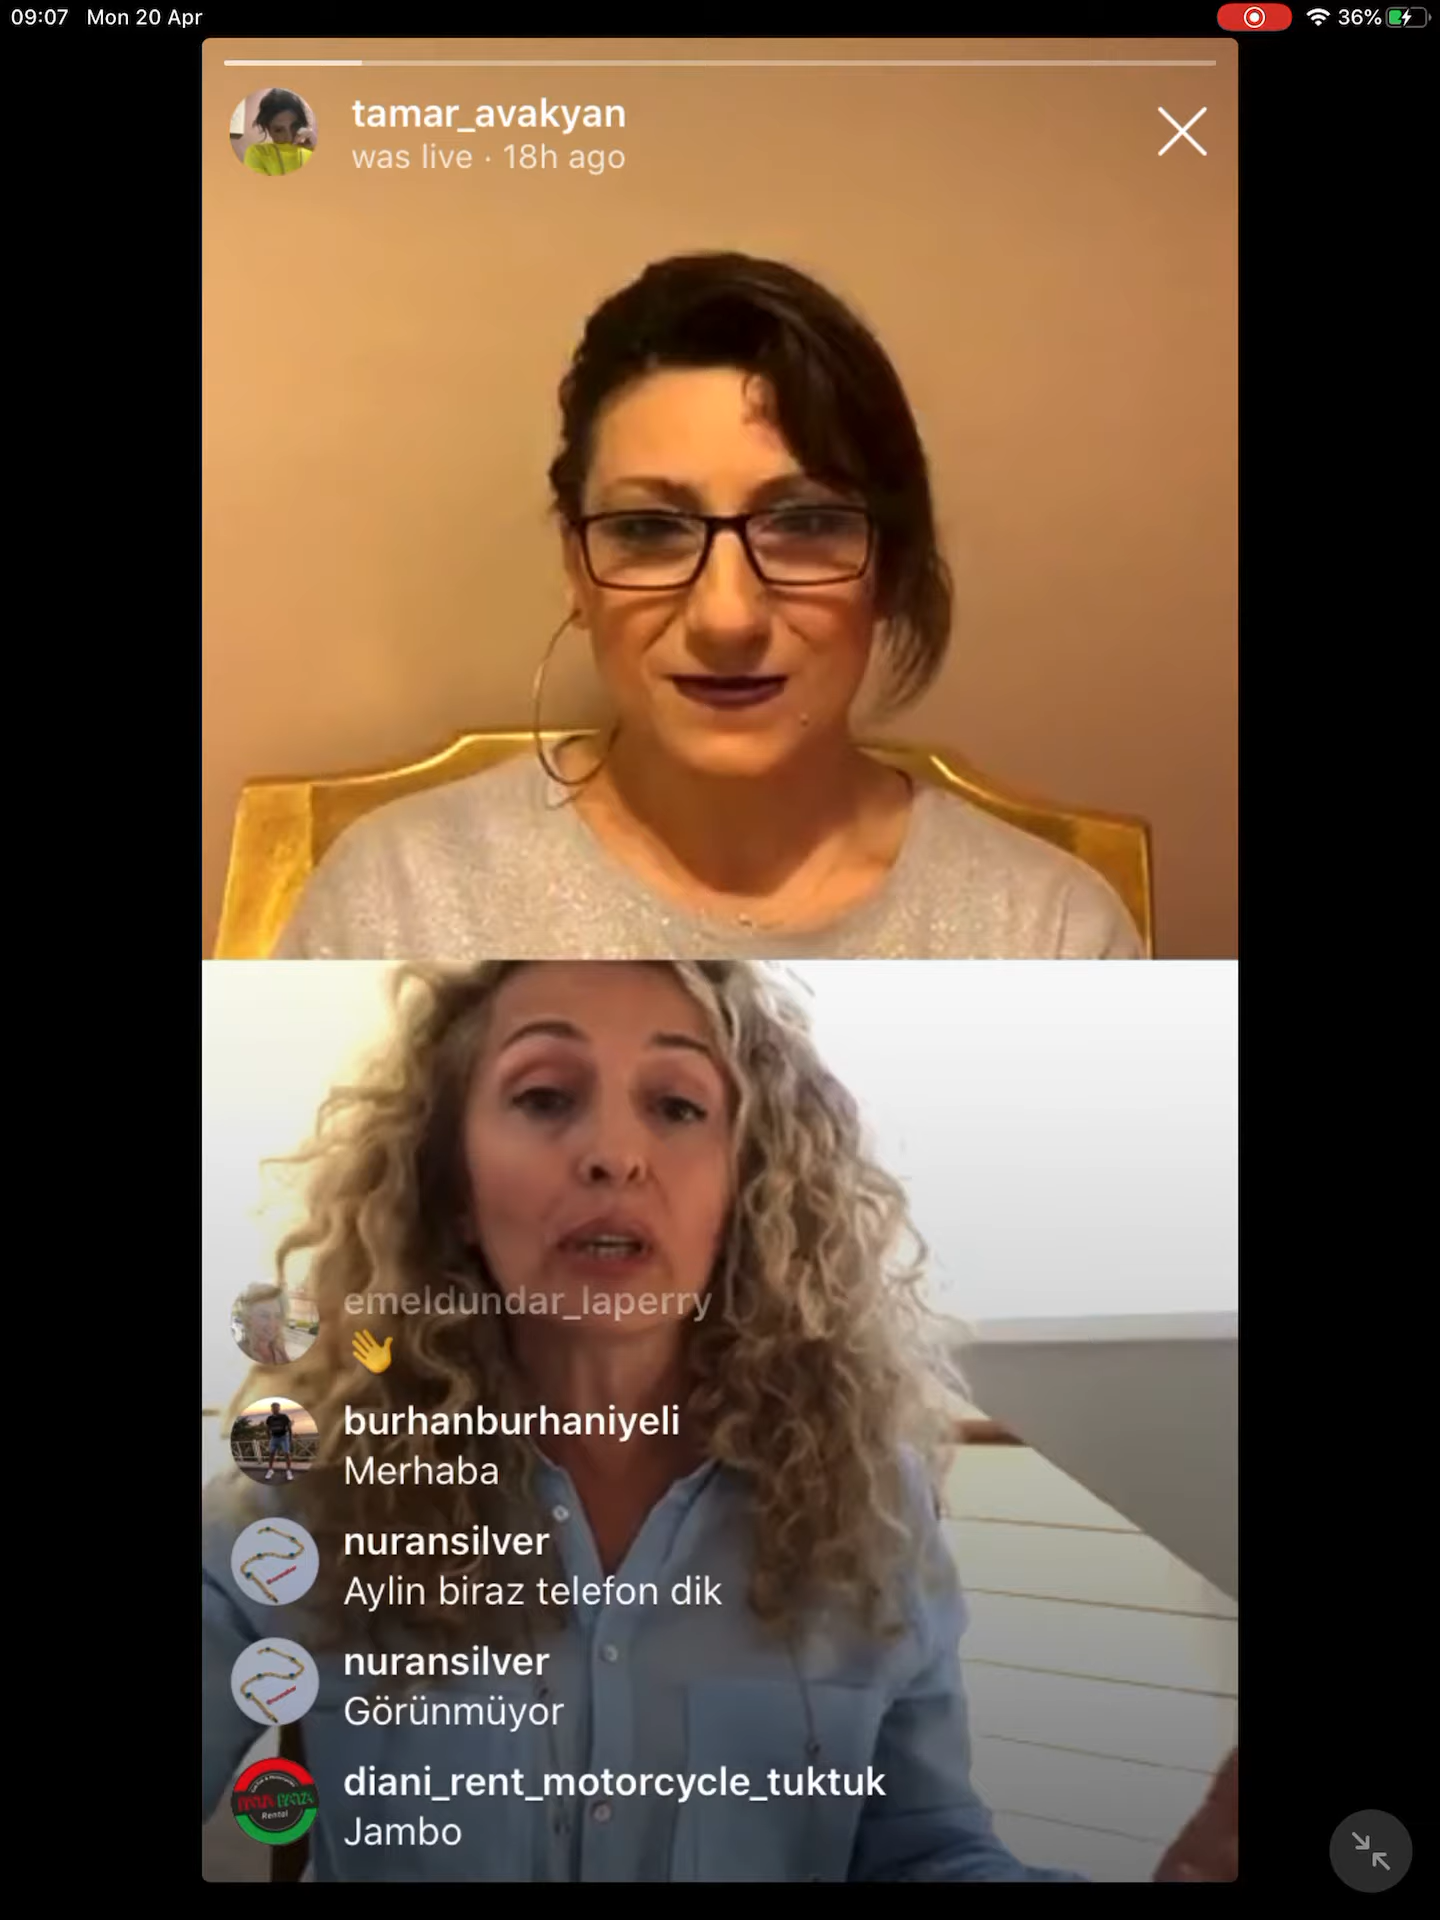 09:07 Mon 20 Apr
36%
tamar_avakyan
was live · 18h ago
emeldundar_laperry
👋
burhanburhaniyeli
Merhaba
nuransilver
Aylin biraz telefon dik
nuransilver
Görünmüyor
diani_rent_motorcycle_tuktuk
Rental
Jambo